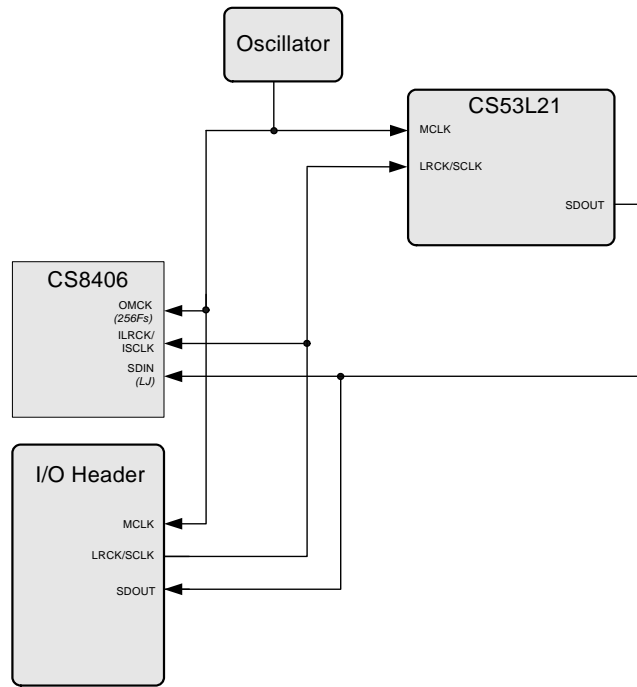 Oscillator
CS53L21
MCLK
LRCK/SCLK
SDOUT
CS8406
OMCK
(256Fs)
ILRCK/
ISCLK
SDIN
(LJ)
I/O Header
MCLK
LRCK/SCLK
SDOUT